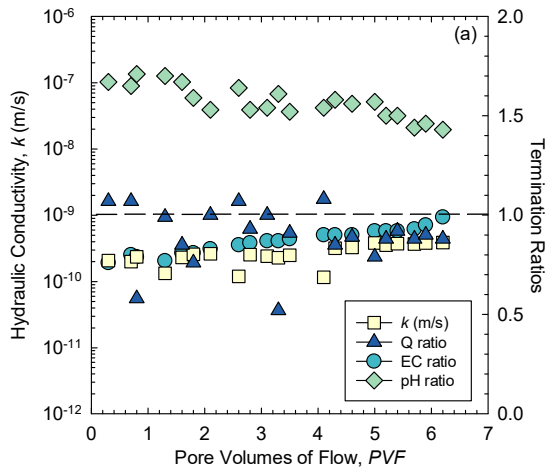 (a)
Hydraulic Conductivity, k (m/s)
10⁻⁶
10⁻⁷
10⁻⁸
10⁻⁹
10⁻¹⁰
10⁻¹¹
10⁻¹²
2.0
1.5
1.0
0.5
0.0
Termination Ratios
k (m/s)
Q ratio
EC ratio
pH ratio
0 1 2 3 4 5 6 7
Pore Volumes of Flow, PVF